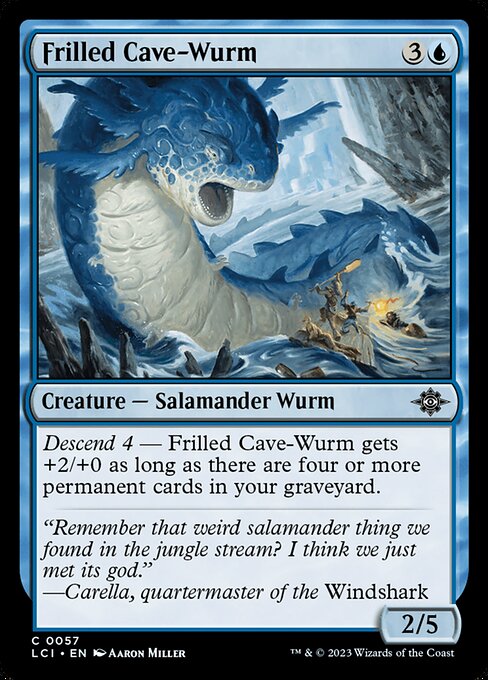 Frilled Cave-Wurm 3
Creature — Salamander Wurm
Descend 4 — Frilled Cave-Wurm gets
+2/+0 as long as there are four or more
permanent cards in your graveyard.
“Remember that weird salamander thing we
found in the jungle stream? I think we just
met its god.”
—Carella, quartermaster of the Windshark
2/5
C 0057
LCI • EN Aaron Miller
™ & © 2023 Wizards of the Coast